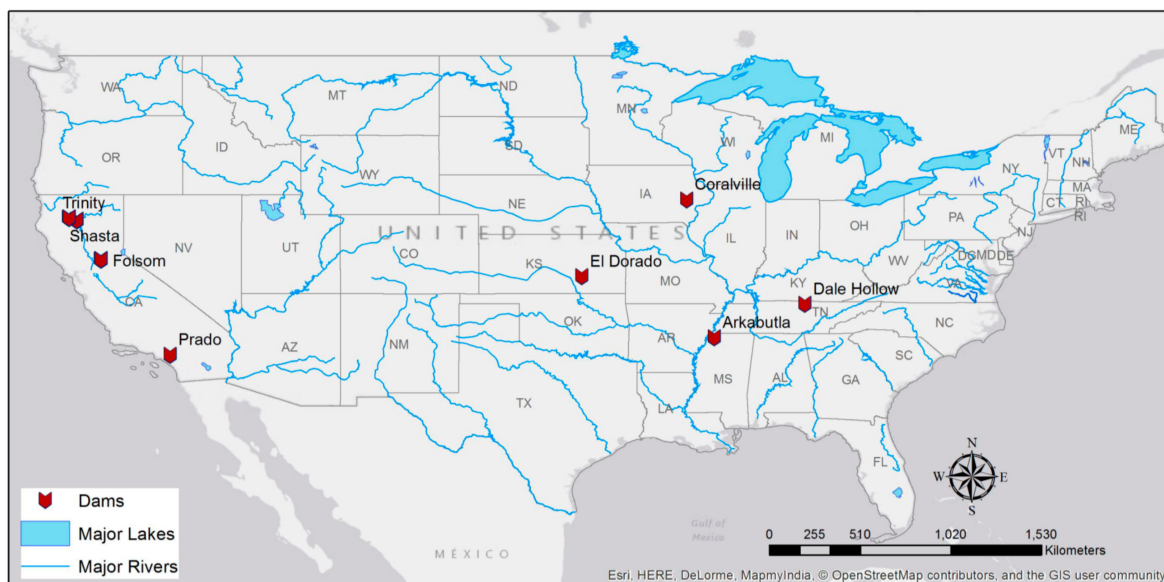 WA
MT
ND
MN
ME
OR
ID
SD
WI
MI
VT
NH
NY
WY
MA
CT
RI
RI
IA
Coralville
Trinity
NE
PA
NJ
Shasta
NV
UT
UNITED STATES
IL
IN
OH
Folsom
CO
KS
El Dorado
MO
WV
DC
MD
DE
VA
KY
Dale Hollow
CA
TN
Prado
AZ
NM
OK
AR
Arkabutla
NC
SC
MS
AL
GA
TX
LA
FL
Gulf of
Mexico
MÉXICO
N
W
E
S
Dams
Major Lakes
Major Rivers
0 255 510 1,020 1,530
Kilometers
Esri, HERE, DeLorme, MapmyIndia, © OpenStreetMap contributors, and the GIS user community